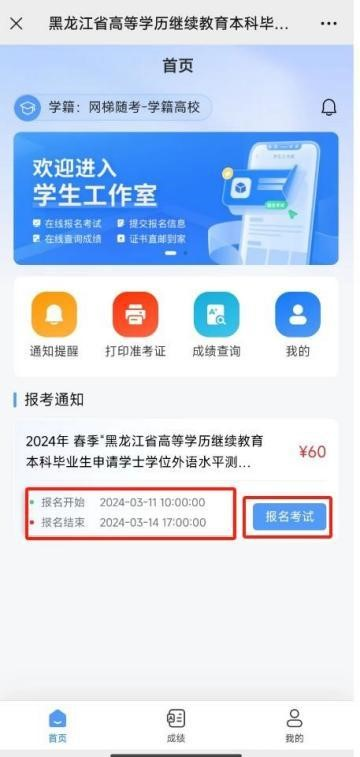 黑龙江省高等学历继续教育本科毕...
首页
学籍：网梯随考-学籍高校
欢迎进入
学生工作室
在线报名考试 提交报名信息
在线查询成绩 证书直邮到家
通知提醒 打印准考证 成绩查询 我的
报考通知
2024年 春季"黑龙江省高等学历继续教育
本科毕业生申请学士学位外语水平测...
¥60
报名开始 2024-03-11 10:00:00
报名结束 2024-03-14 17:00:00
报名考试
首页 成绩 我的